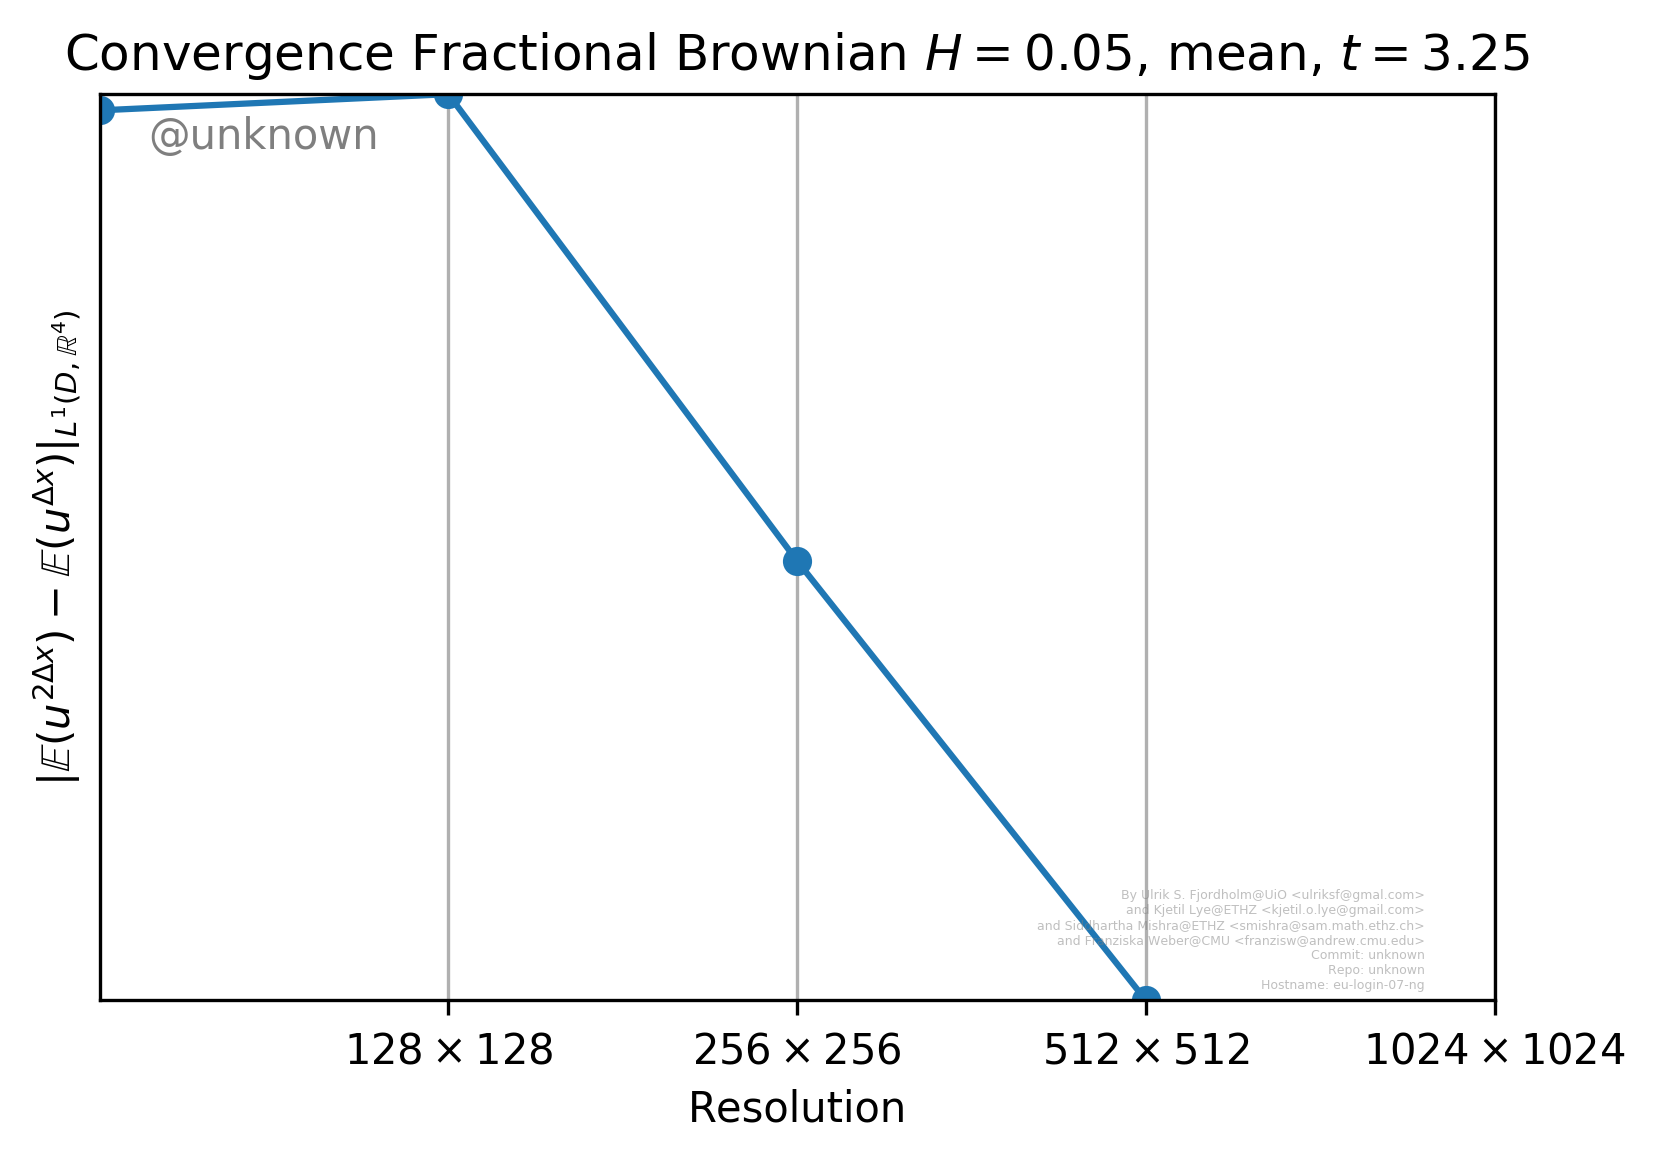 Convergence Fractional Brownian H = 0.05, mean, t = 3.25
@unknown
|𝔼(u^{2Δx}) − 𝔼(u^{Δx})|_{L^1(D, ℝ^4)}
By Ulrik S. Fjordholm@UiO <ulriksf@gmal.com>
and Kjetil Lye@ETHZ <kjetil.o.lye@gmail.com>
and Siddhartha Mishra@ETHZ <smishra@sam.math.ethz.ch>
and Franziska Weber@CMU <franzisw@andrew.cmu.edu>
Commit: unknown
Repo: unknown
Hostname: eu-login-07-ng
128 × 128 256 × 256 512 × 512 1024 × 1024
Resolution